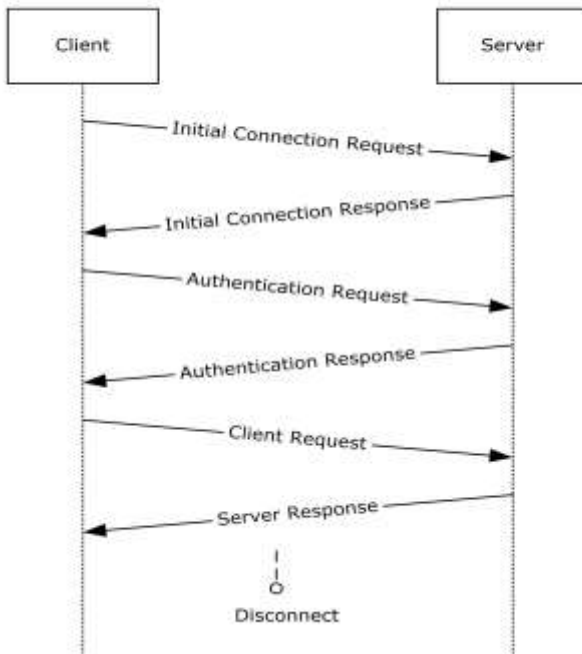 Client
Server
Initial Connection Request
Initial Connection Response
Authentication Request
Authentication Response
Client Request
Server Response
Disconnect